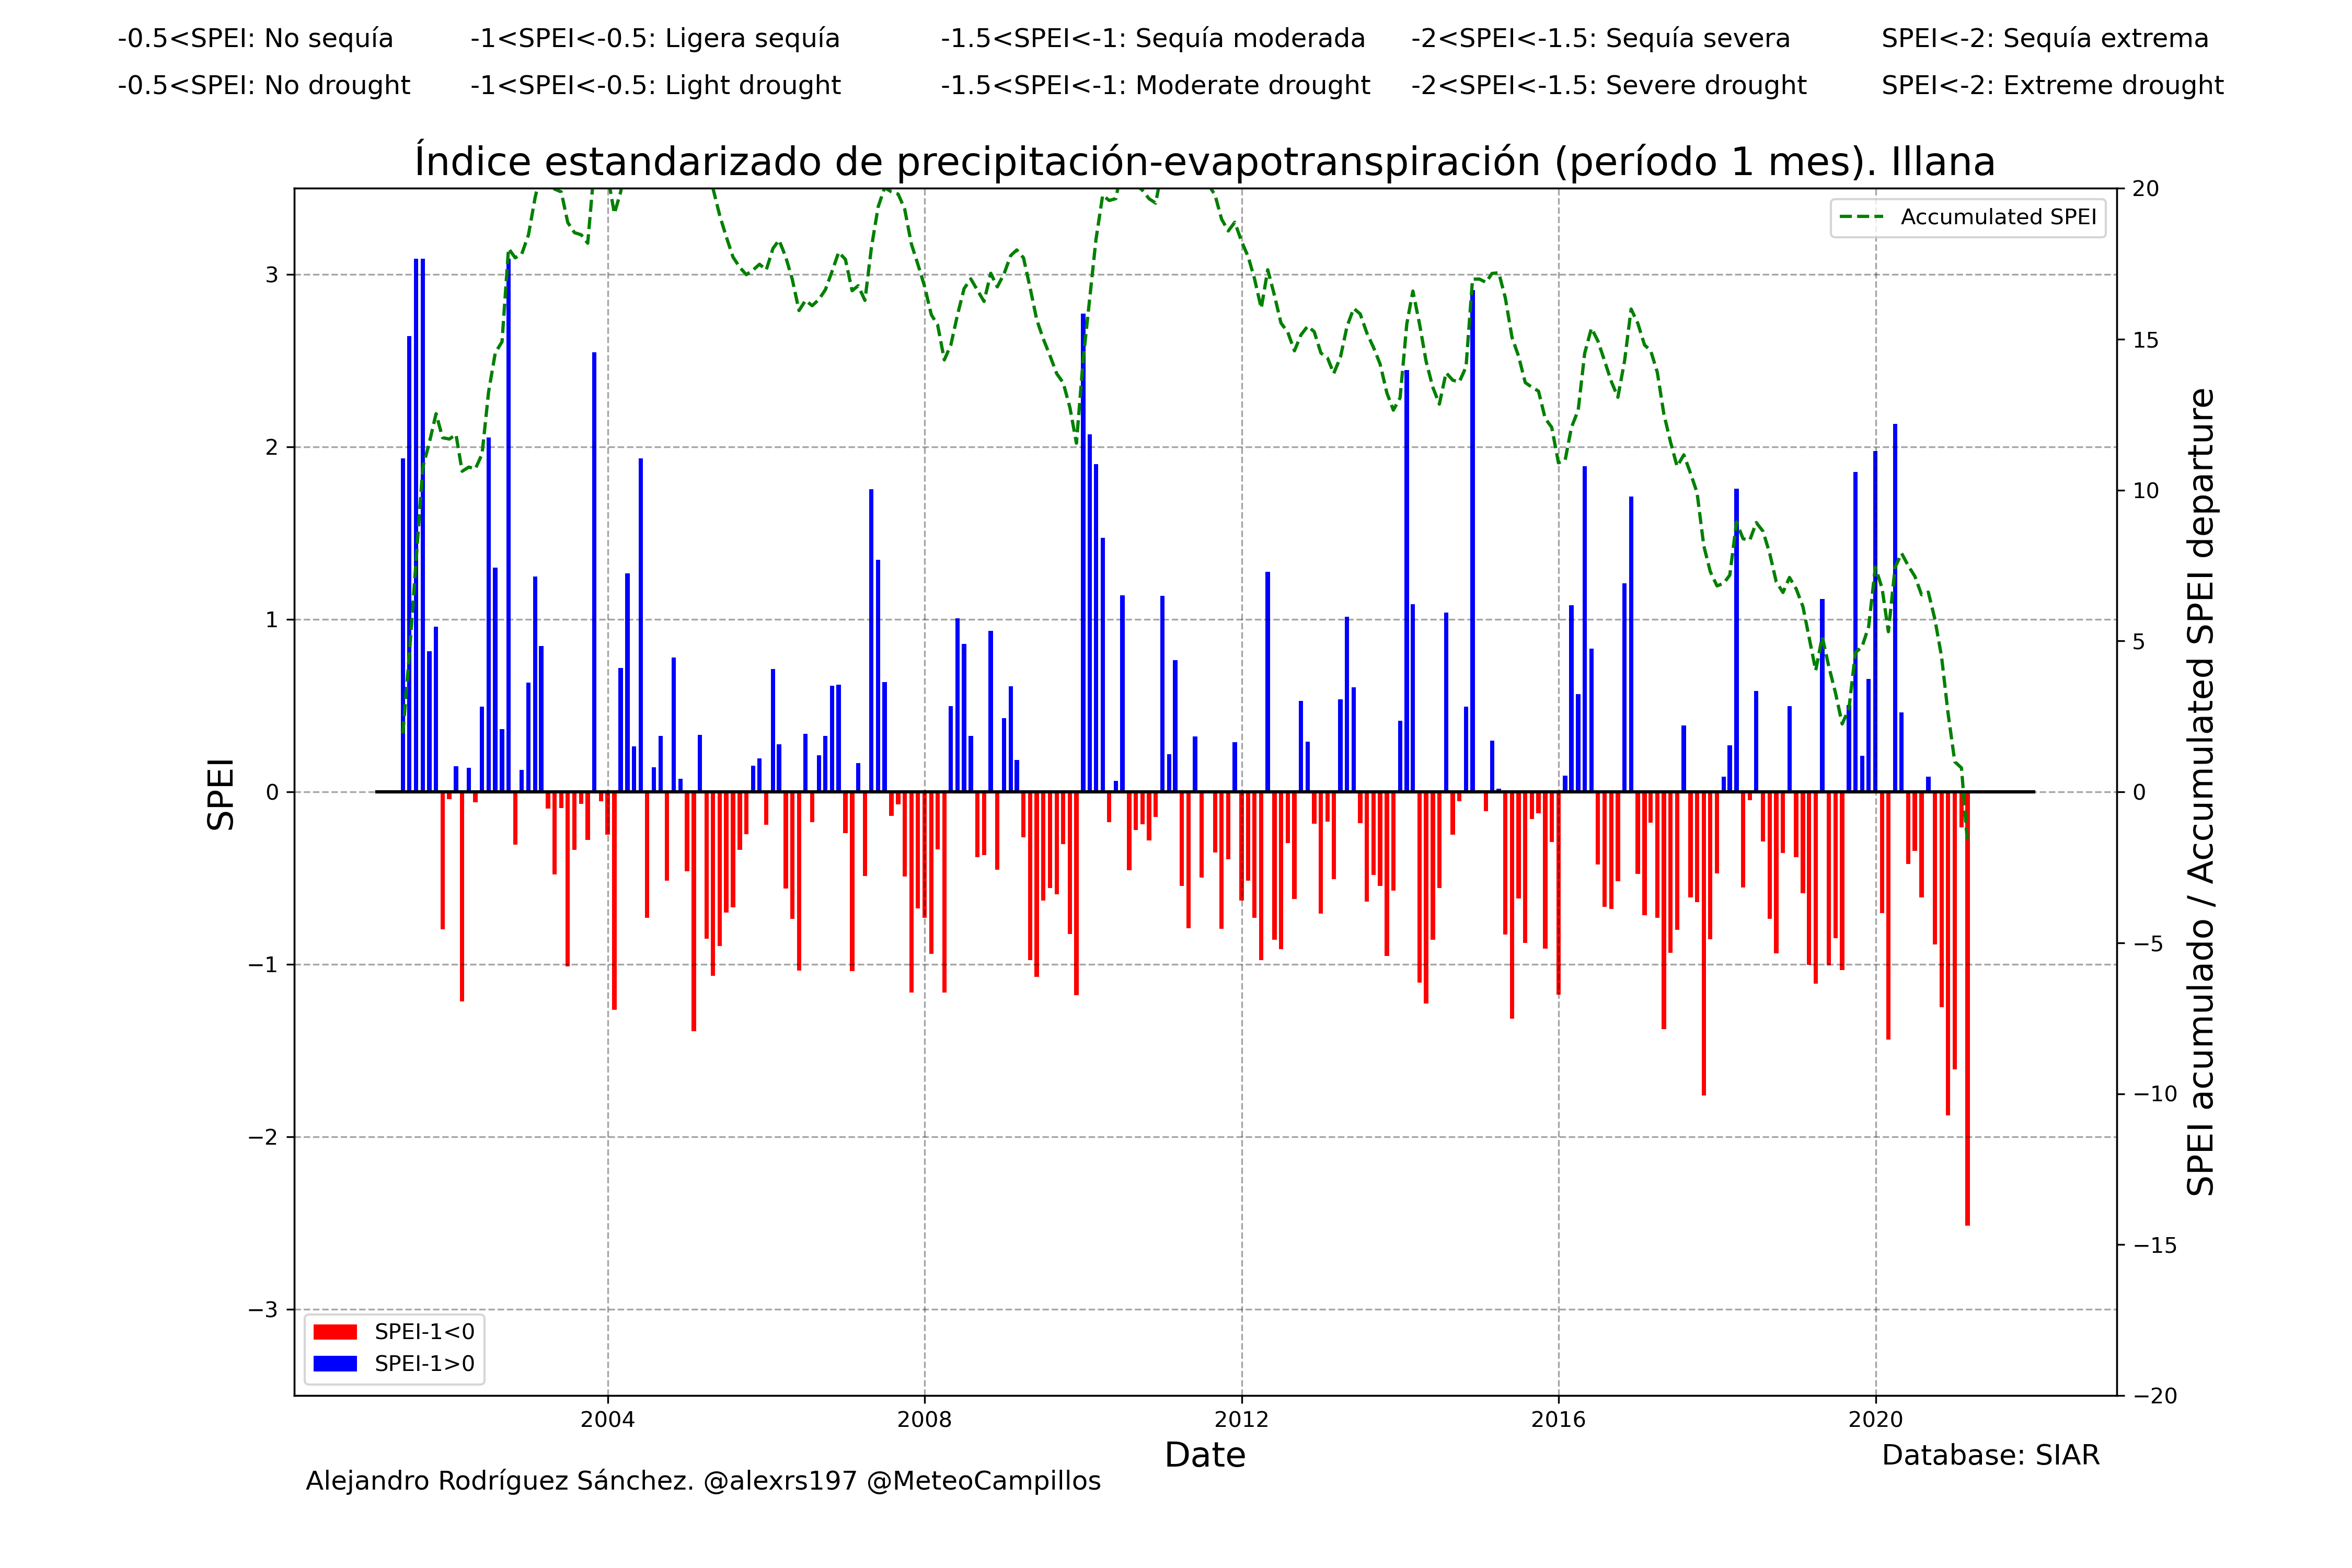 -0.5<SPEI: No sequía
-1<SPEI<-0.5: Ligera sequía
-1.5<SPEI<-1: Sequía moderada
-2<SPEI<-1.5: Sequía severa
SPEI<-2: Sequía extrema
-0.5<SPEI: No drought
-1<SPEI<-0.5: Light drought
-1.5<SPEI<-1: Moderate drought
-2<SPEI<-1.5: Severe drought
SPEI<-2: Extreme drought
Índice estandarizado de precipitación-evapotranspiración (período 1 mes). Illana
Accumulated SPEI
SPEI
3
2
1
0
−1
−2
−3
20
15
10
5
0
−5
−10
−15
−20
SPEI acumulado / Accumulated SPEI departure
SPEI-1<0
SPEI-1>0
2004
2008
2012
2016
2020
Date
Database: SIAR
Alejandro Rodríguez Sánchez. @alexrs197 @MeteoCampillos